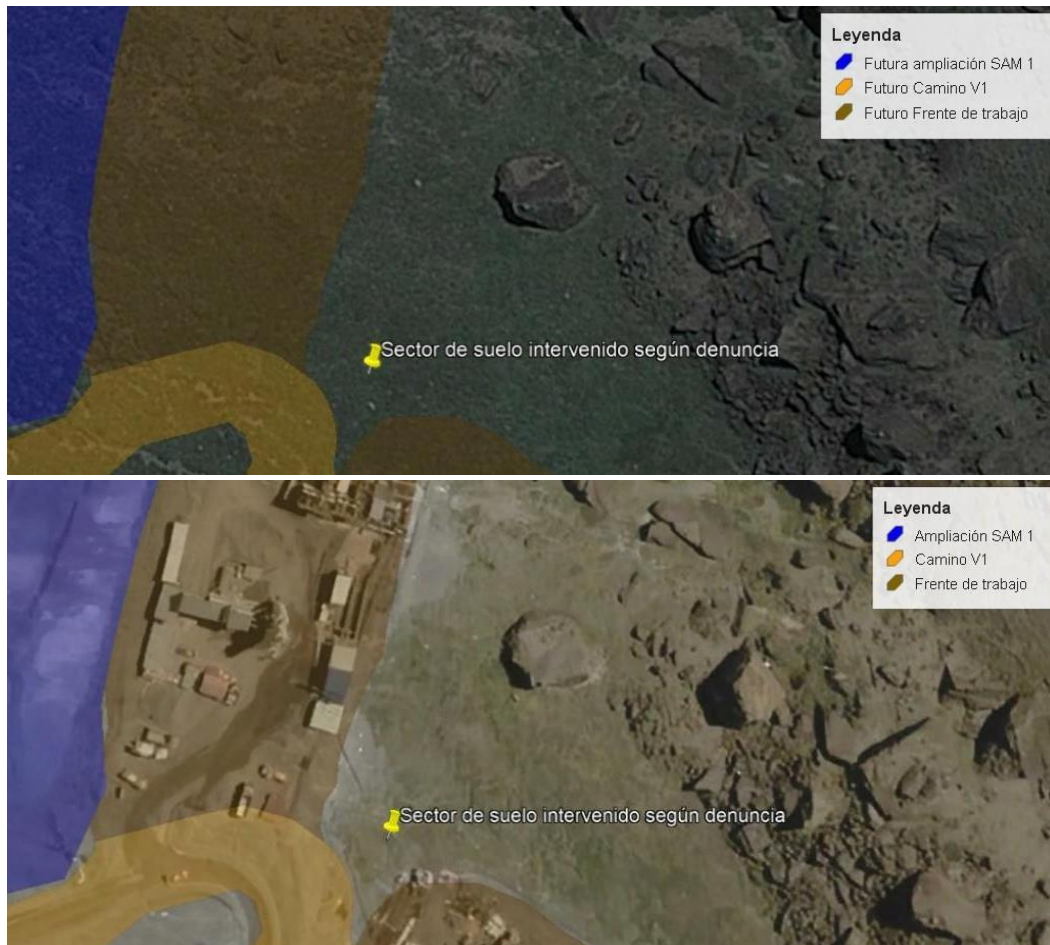 Leyenda
Futura ampliación SAM 1
Futuro Camino V1
Futuro Frente de trabajo
Sector de suelo intervenido según denuncia
Leyenda
Ampliación SAM 1
Camino V1
Frente de trabajo
Sector de suelo intervenido según denuncia